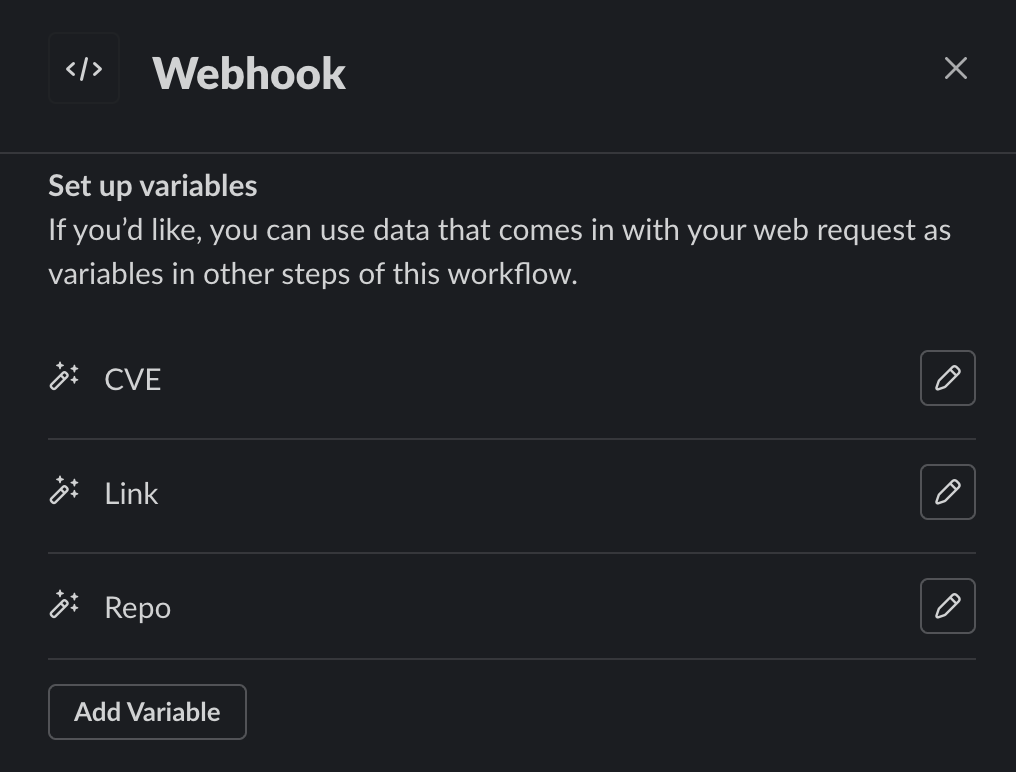 </> Webhook
Set up variables
If you’d like, you can use data that comes in with your web request as
variables in other steps of this workflow.
CVE
Link
Repo
Add Variable